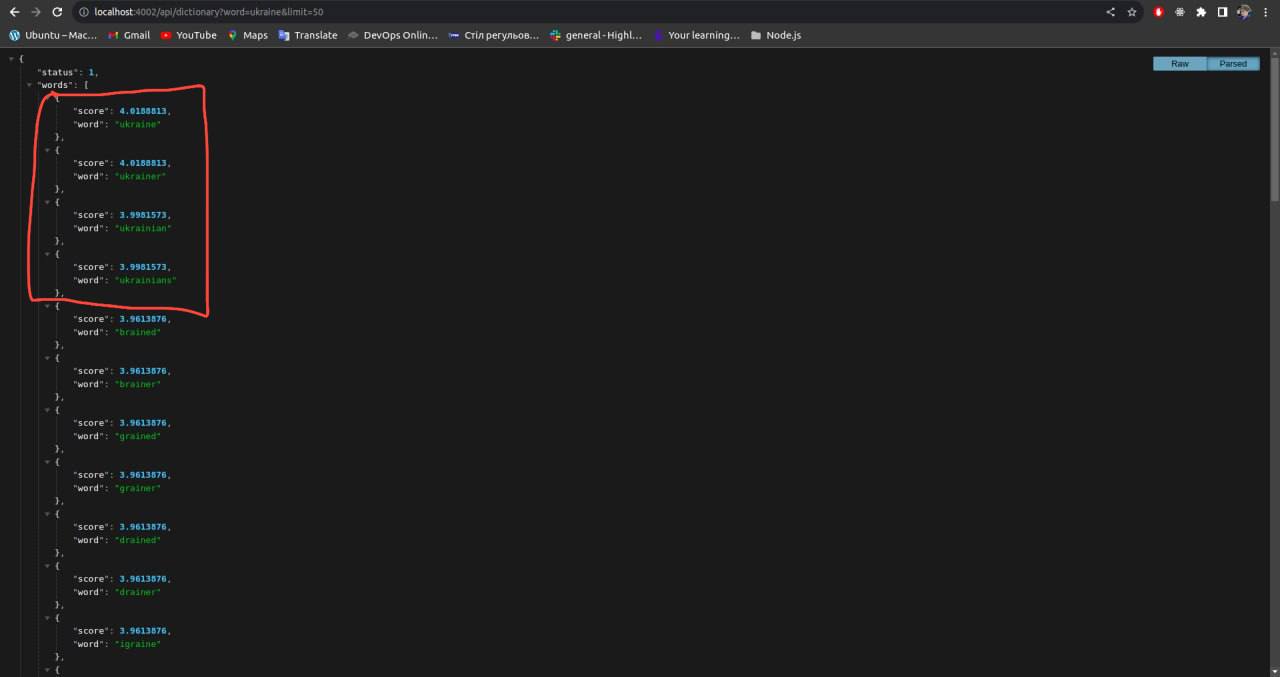 localhost:4002/api/dictionary?word=ukraine&limit=50
Ubuntu – Mac… Gmail YouTube Maps Translate DevOps Onlin… Стіл регульов… general - Highl… Your learning… Node.js
{
Raw Parsed
"status": 1,
"words": [
{
"score": 4.0188813,
"word": "ukraine"
},
{
"score": 4.0188813,
"word": "ukrainer"
},
{
"score": 3.9981573,
"word": "ukrainian"
},
{
"score": 3.9981573,
"word": "ukrainians"
},
{
"score": 3.9613876,
"word": "brained"
},
{
"score": 3.9613876,
"word": "brainer"
},
{
"score": 3.9613876,
"word": "grained"
},
{
"score": 3.9613876,
"word": "grainer"
},
{
"score": 3.9613876,
"word": "drained"
},
{
"score": 3.9613876,
"word": "drainer"
},
{
"score": 3.9613876,
"word": "igraine"
},
{